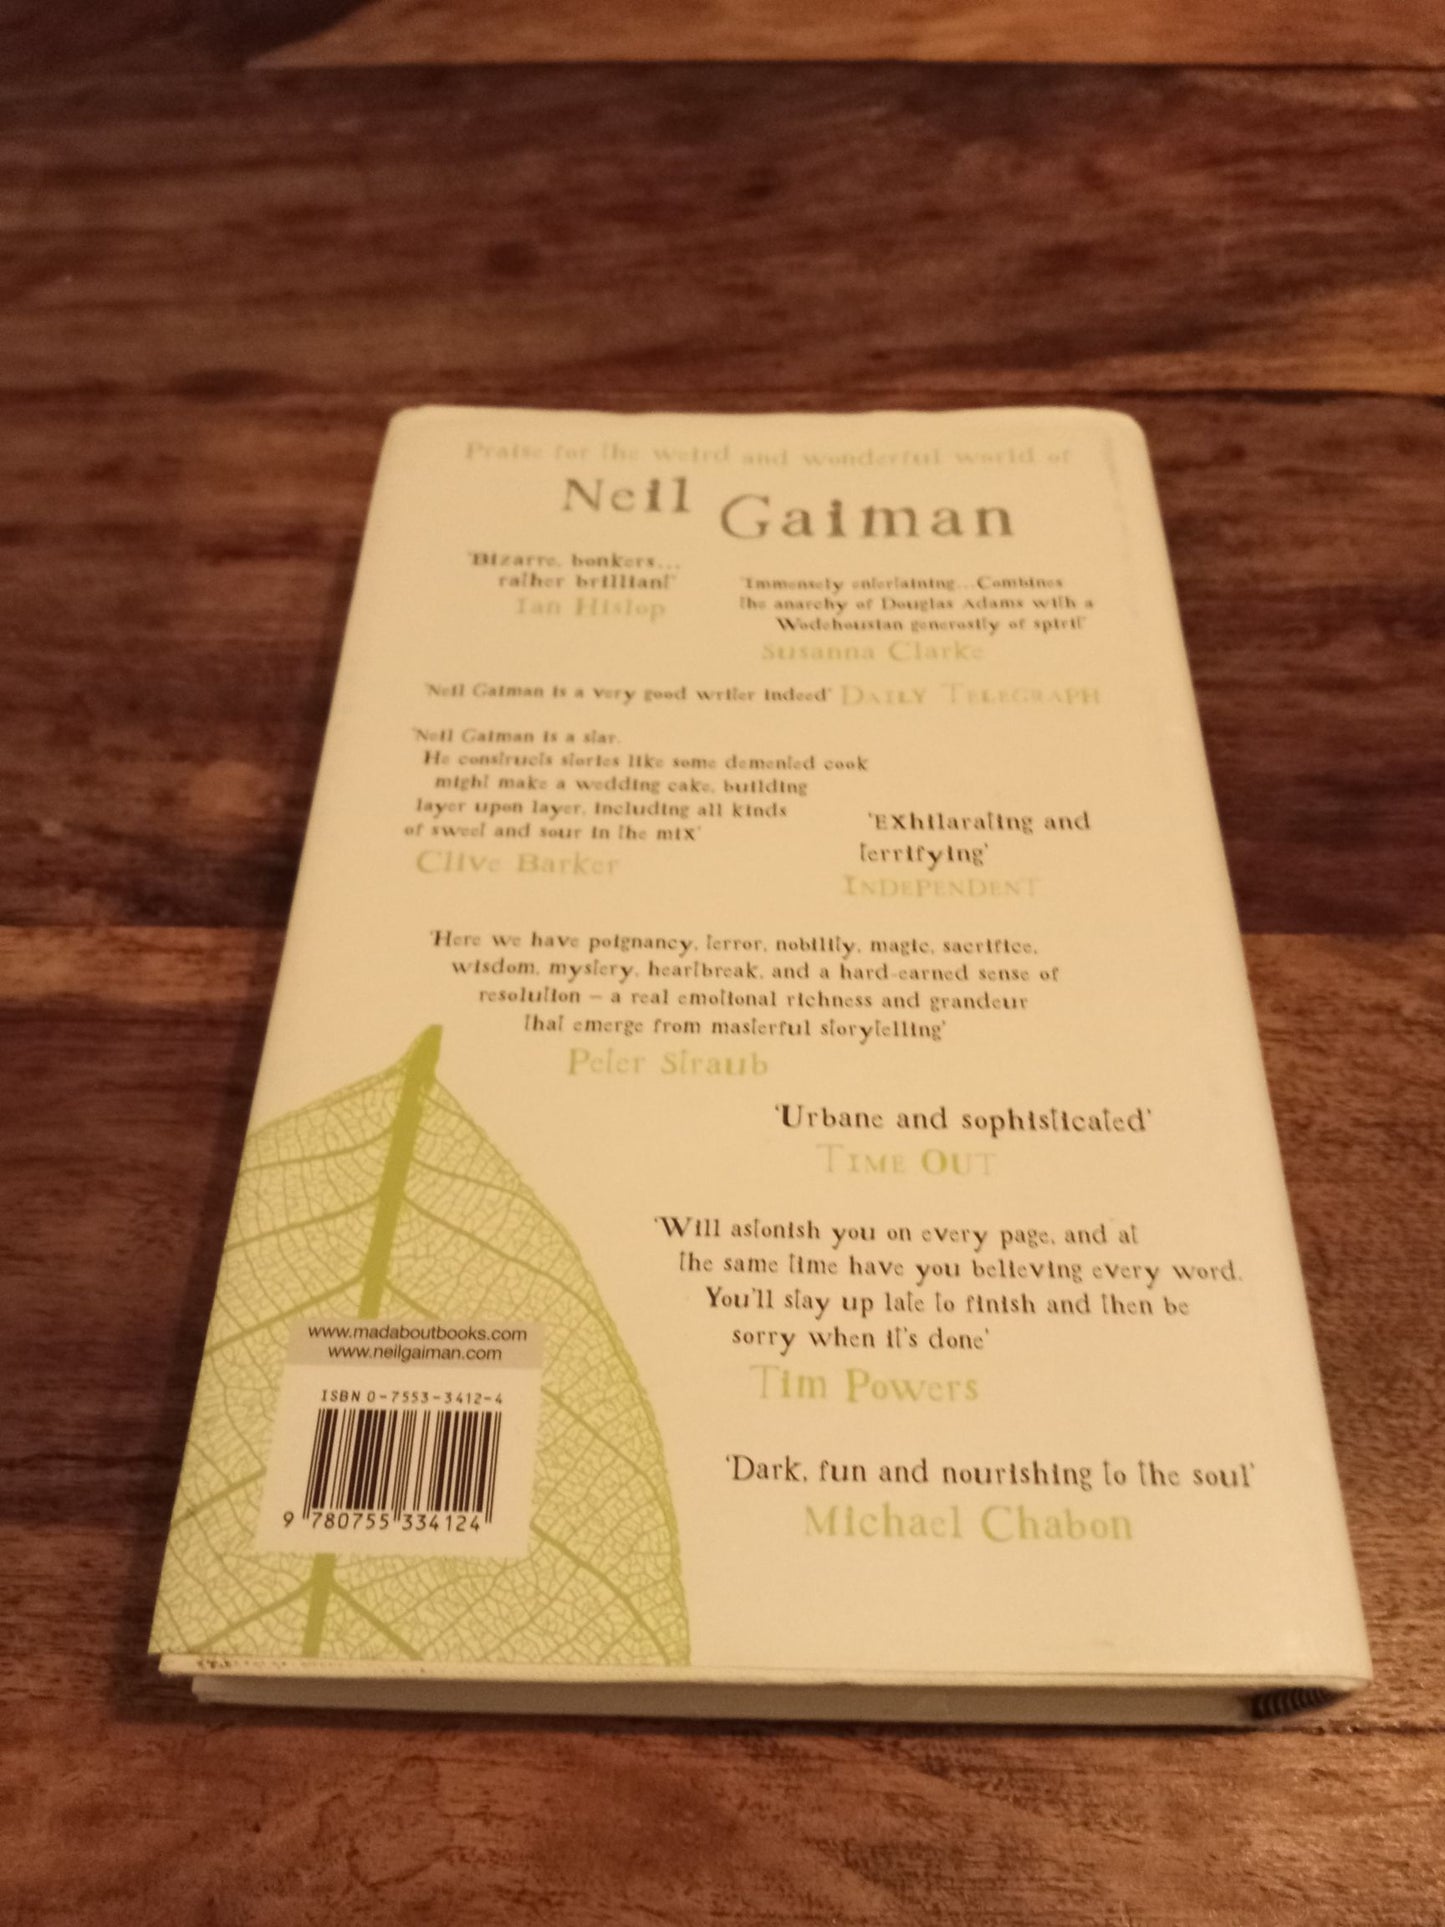 Praise for the weird and wonderful world of
Neil Gaiman
'Bizarre, bonkers...
rather brilliant'
Ian Hislop
'Immensely entertaining...Combines
the anarchy of Douglas Adams with a
Wodehousian generosity of spirit'
Susanna Clarke
'Neil Gaiman is a very good writer indeed' DAILY TELEGRAPH
'Neil Gaiman is a star.
He constructs stories like some demented cook
might make a wedding cake, building
layer upon layer, including all kinds
of sweet and sour in the mix'
Clive Barker
'Exhilarating and
terrifying'
INDEPENDENT
'Here we have poignancy, terror, nobility, magic, sacrifice,
wisdom, mystery, heartbreak, and a hard-earned sense of
resolution – a real emotional richness and grandeur
that emerge from masterful storytelling'
Peter Straub
'Urbane and sophisticated'
TIME OUT
'Will astonish you on every page, and at
the same time have you believing every word.
You'll stay up late to finish and then be
sorry when it's done'
Tim Powers
'Dark, fun and nourishing to the soul'
Michael Chabon
www.madaboutbooks.com
www.neilgaiman.com
ISBN 0-7553-3412-4
9 780755 334124